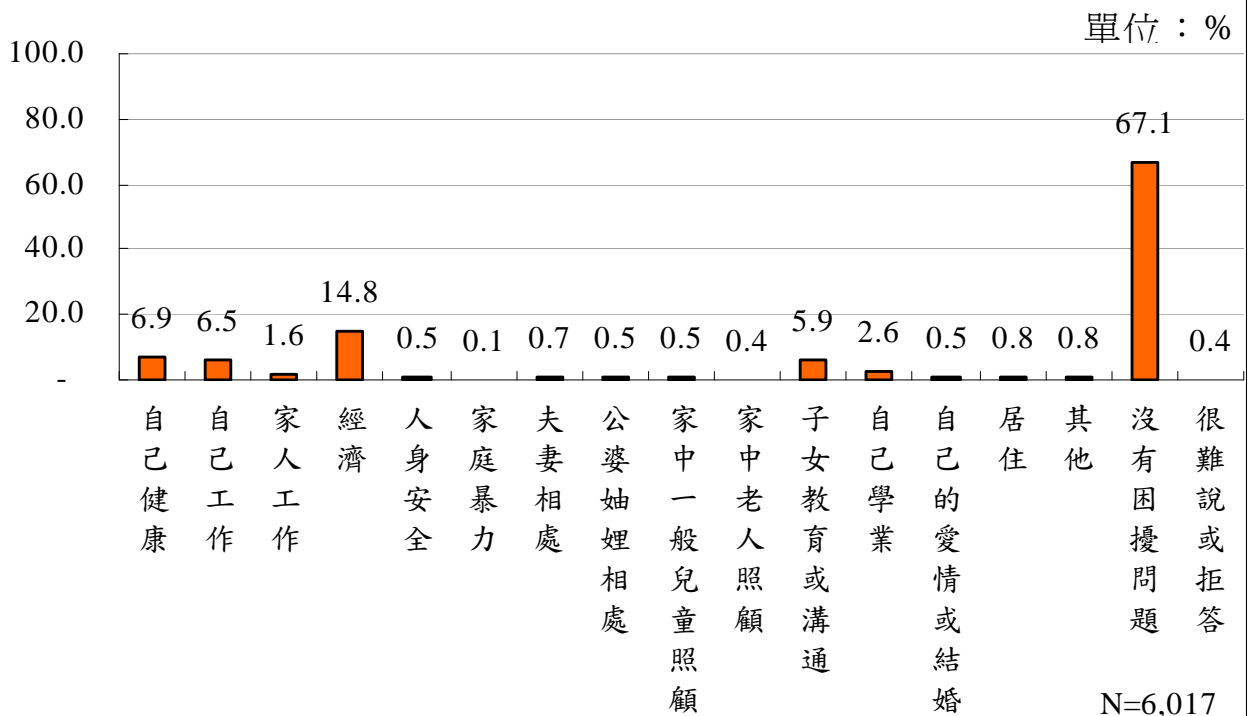 單位：%
100.0
80.0
60.0
40.0
20.0
-
6.9
6.5
1.6
14.8
0.5
0.1
0.7
0.5
0.5
0.4
5.9
2.6
0.5
0.8
0.8
67.1
0.4
自己健康
自己工作
家人工作
經濟
人身安全
家庭暴力
夫妻相處
公婆妯娌相處
家中一般兒童照顧
家中老人照顧
子女教育或溝通
自己學業
自己的愛情或結婚
居住
其他
沒有困擾問題
很難說或拒答
N=6,017